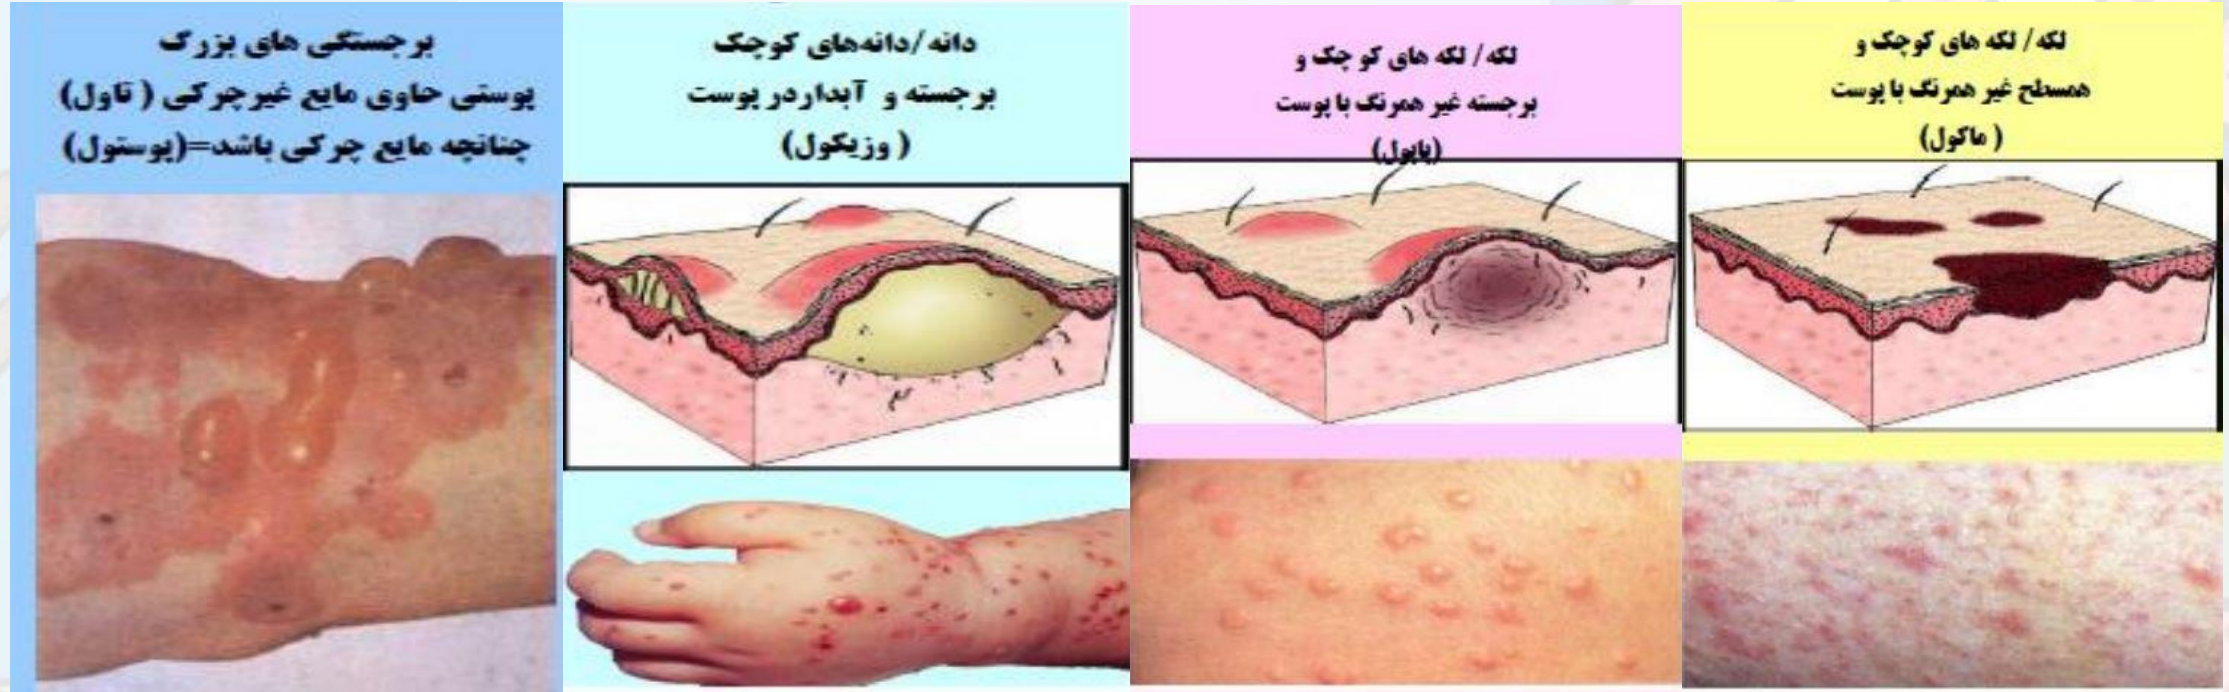 لکه/ لکه های کوچک و
همسطح غیر همرنگ با پوست
( ماکول)
لکه/ لکه های کو چک و
برجسته غیر همرنگ با پوست
(پاپول)
دانه/دانه‌های کوچک
برجسته و آبدار در پوست
( وزیکول)
برجستگی های بزرگ
پوستی حاوی مایع غیرچرکی ( تاول)
چنانچه مایع چرکی باشد=(پوستول)